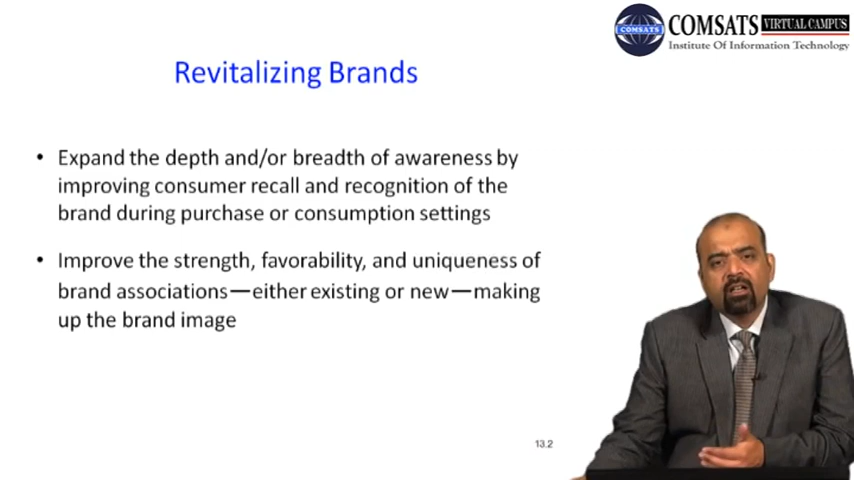 COMSATS
COMSATS VIRTUAL CAMPUS
Institute Of Information Technology
Revitalizing Brands
• Expand the depth and/or breadth of awareness by
improving consumer recall and recognition of the
brand during purchase or consumption settings
• Improve the strength, favorability, and uniqueness of
brand associations—either existing or new—making
up the brand image
13.2